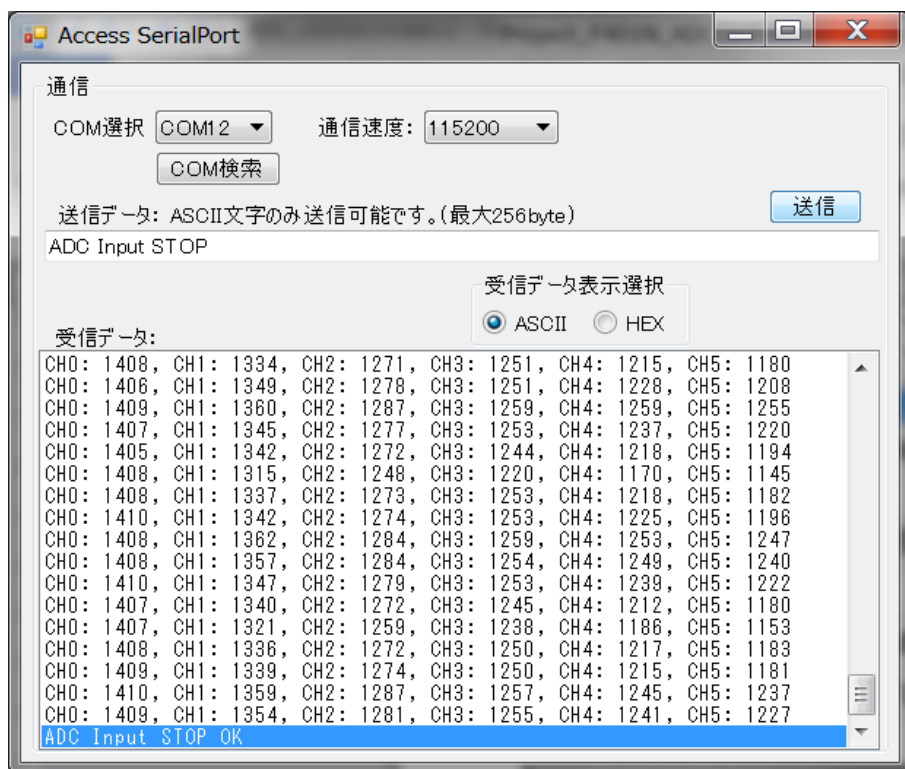 Access SerialPort
通信
COM選択 COM12 通信速度: 115200
COM検索
送信データ: ASCII文字のみ送信可能です。(最大256byte) 送信
ADC Input STOP
受信データ表示選択
ASCII HEX
受信データ:
CH0: 1408, CH1: 1334, CH2: 1271, CH3: 1251, CH4: 1215, CH5: 1180
CH0: 1406, CH1: 1349, CH2: 1278, CH3: 1251, CH4: 1228, CH5: 1208
CH0: 1409, CH1: 1360, CH2: 1287, CH3: 1259, CH4: 1259, CH5: 1255
CH0: 1407, CH1: 1345, CH2: 1277, CH3: 1253, CH4: 1237, CH5: 1220
CH0: 1405, CH1: 1342, CH2: 1272, CH3: 1244, CH4: 1218, CH5: 1194
CH0: 1408, CH1: 1315, CH2: 1248, CH3: 1220, CH4: 1170, CH5: 1145
CH0: 1408, CH1: 1337, CH2: 1273, CH3: 1253, CH4: 1218, CH5: 1182
CH0: 1410, CH1: 1342, CH2: 1274, CH3: 1253, CH4: 1225, CH5: 1196
CH0: 1408, CH1: 1362, CH2: 1284, CH3: 1259, CH4: 1253, CH5: 1247
CH0: 1408, CH1: 1357, CH2: 1284, CH3: 1254, CH4: 1249, CH5: 1240
CH0: 1410, CH1: 1347, CH2: 1279, CH3: 1253, CH4: 1239, CH5: 1222
CH0: 1407, CH1: 1340, CH2: 1272, CH3: 1245, CH4: 1212, CH5: 1180
CH0: 1407, CH1: 1321, CH2: 1259, CH3: 1238, CH4: 1186, CH5: 1153
CH0: 1408, CH1: 1336, CH2: 1272, CH3: 1250, CH4: 1217, CH5: 1183
CH0: 1409, CH1: 1339, CH2: 1274, CH3: 1250, CH4: 1215, CH5: 1181
CH0: 1410, CH1: 1359, CH2: 1287, CH3: 1257, CH4: 1245, CH5: 1237
CH0: 1409, CH1: 1354, CH2: 1281, CH3: 1255, CH4: 1241, CH5: 1227
ADC Input STOP OK